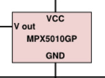 VCC
V out
MPX5010GP
GND